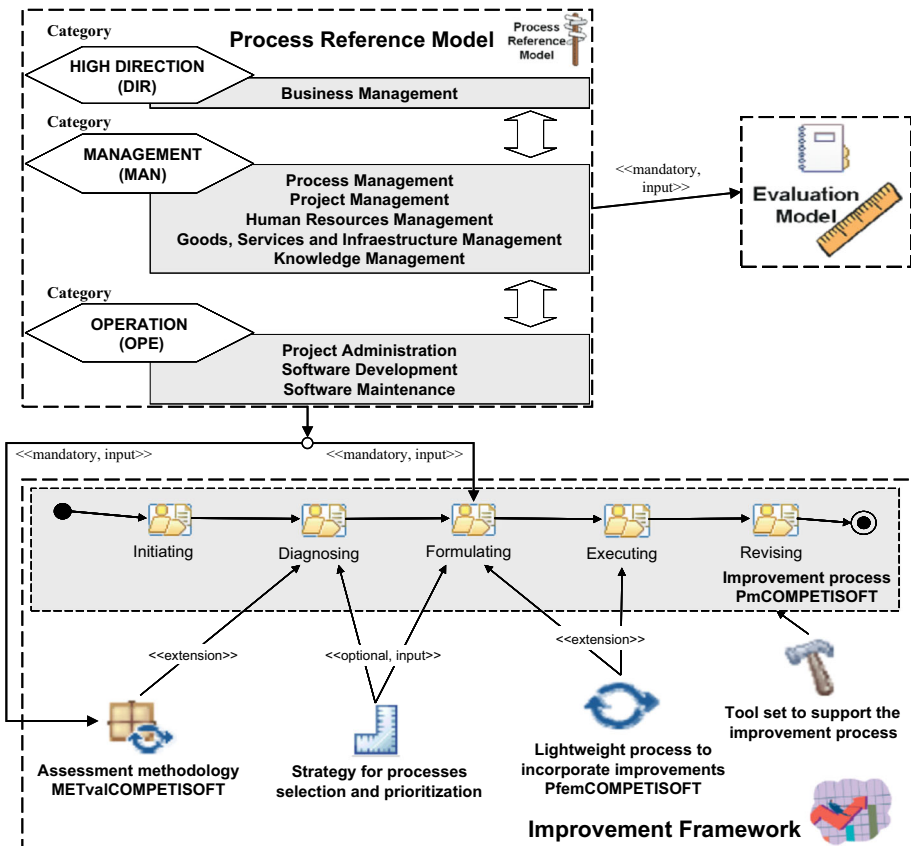 Category
Process Reference Model
Process
Reference
Model
HIGH DIRECTION
(DIR)
Business Management
Category
MANAGEMENT
(MAN)
Process Management
Project Management
Human Resources Management
Goods, Services and Infraestructure Management
Knowledge Management
<<mandatory,
input>>
Evaluation
Model
Category
OPERATION
(OPE)
Project Administration
Software Development
Software Maintenance
<<mandatory, input>>
<<mandatory, input>>
Initiating
Diagnosing
Formulating
Executing
Revising
Improvement process
PmCOMPETISOFT
<<extension>>
<<optional, input>>
<<extension>>
Assessment methodology
METvalCOMPETISOFT
Strategy for processes
selection and prioritization
Lightweight process to
incorporate improvements
PfemCOMPETISOFT
Tool set to support the
improvement process
Improvement Framework